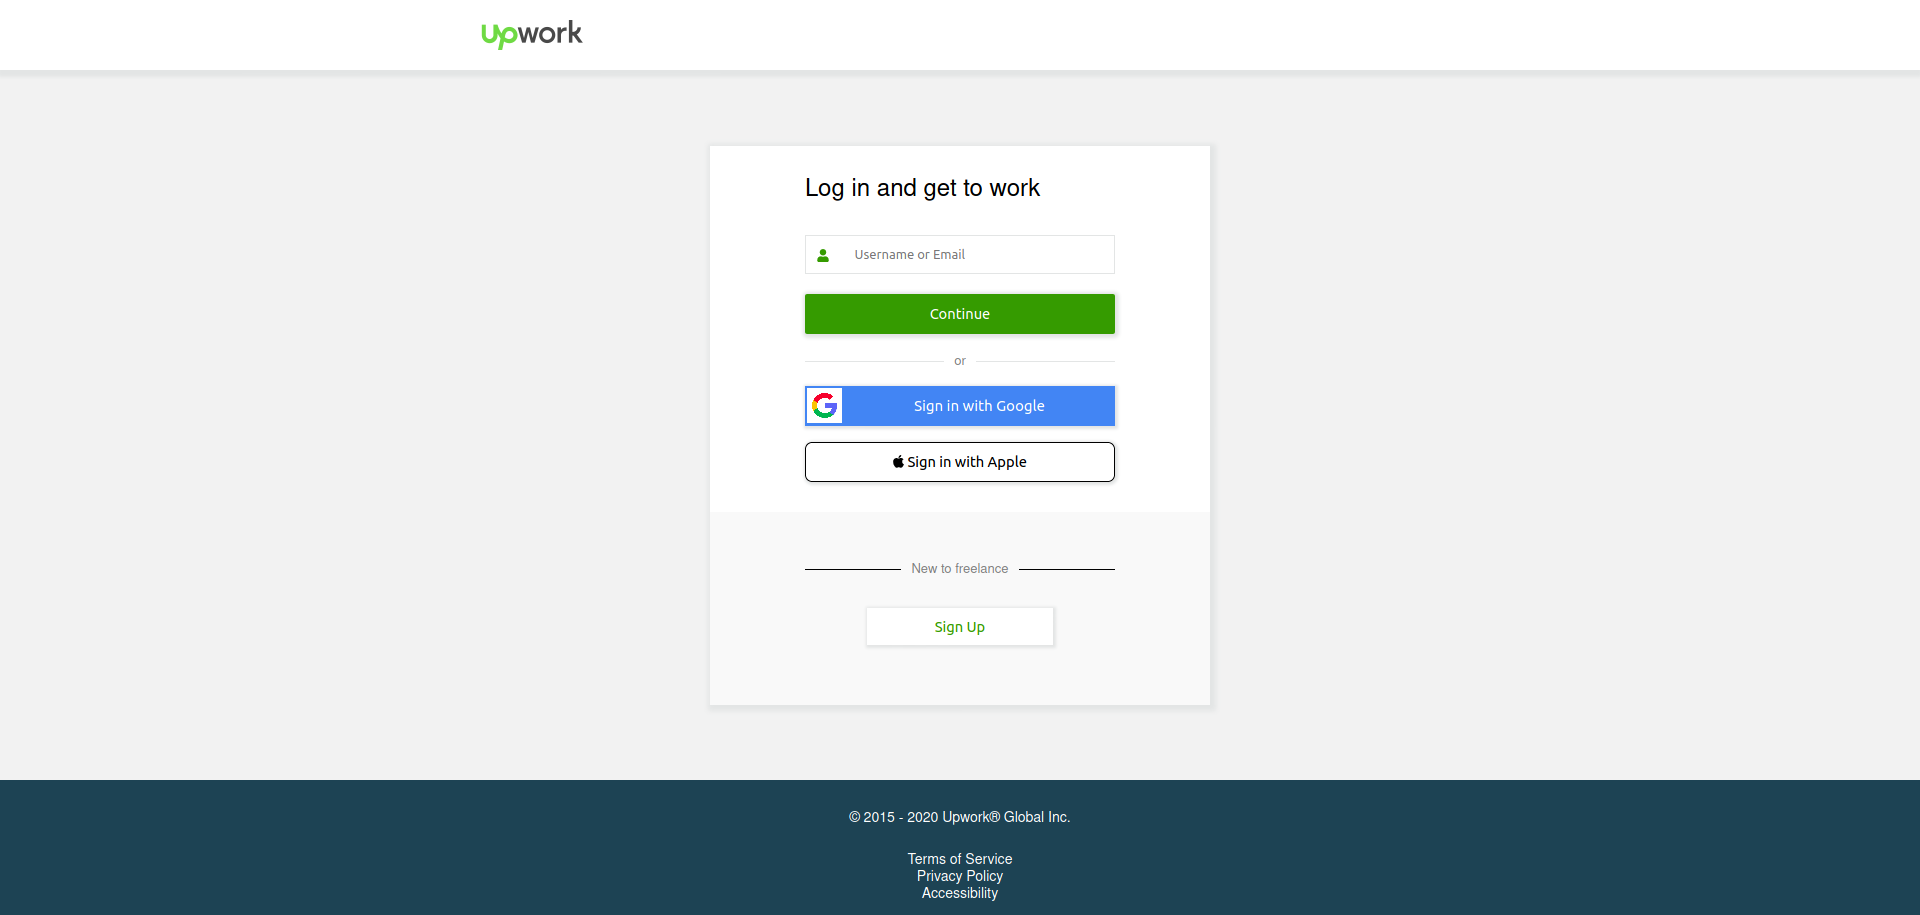 upwork
Log in and get to work
Username or Email
Continue
or
Sign in with Google
Sign in with Apple
New to freelance
Sign Up
© 2015 - 2020 Upwork® Global Inc.
Terms of Service
Privacy Policy
Accessibility